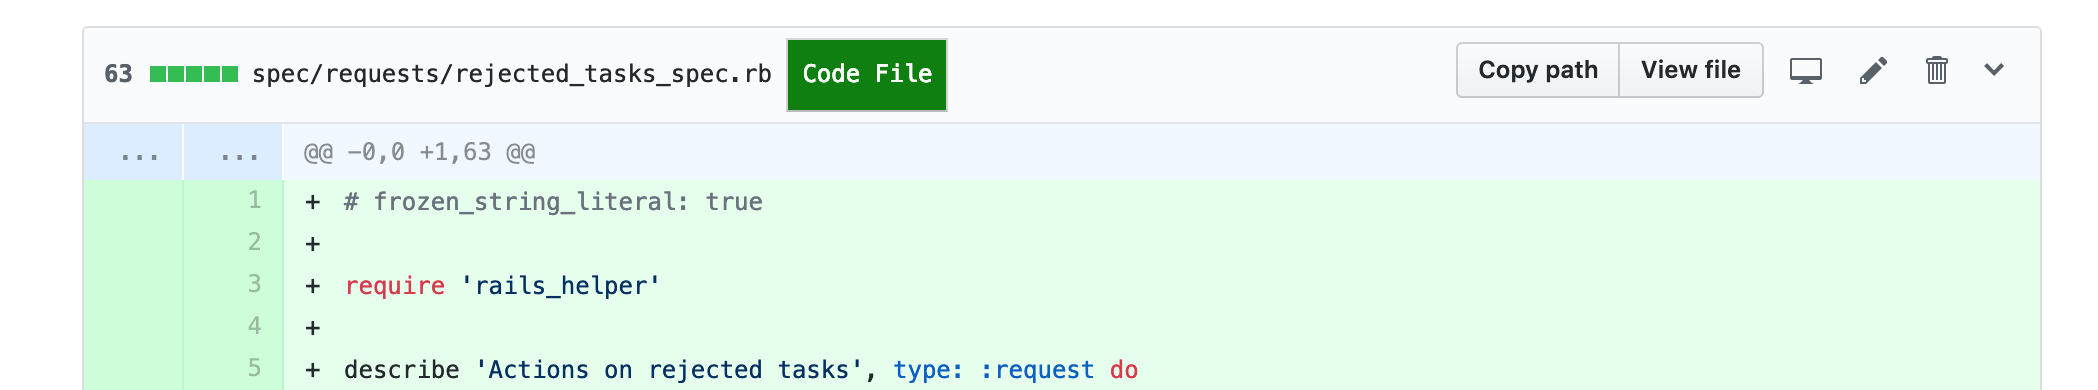 63 spec/requests/rejected_tasks_spec.rb Code File Copy path View file
... ... @@ -0,0 +1,63 @@
1 + # frozen_string_literal: true
2 +
3 + require 'rails_helper'
4 +
5 + describe 'Actions on rejected tasks', type: :request do